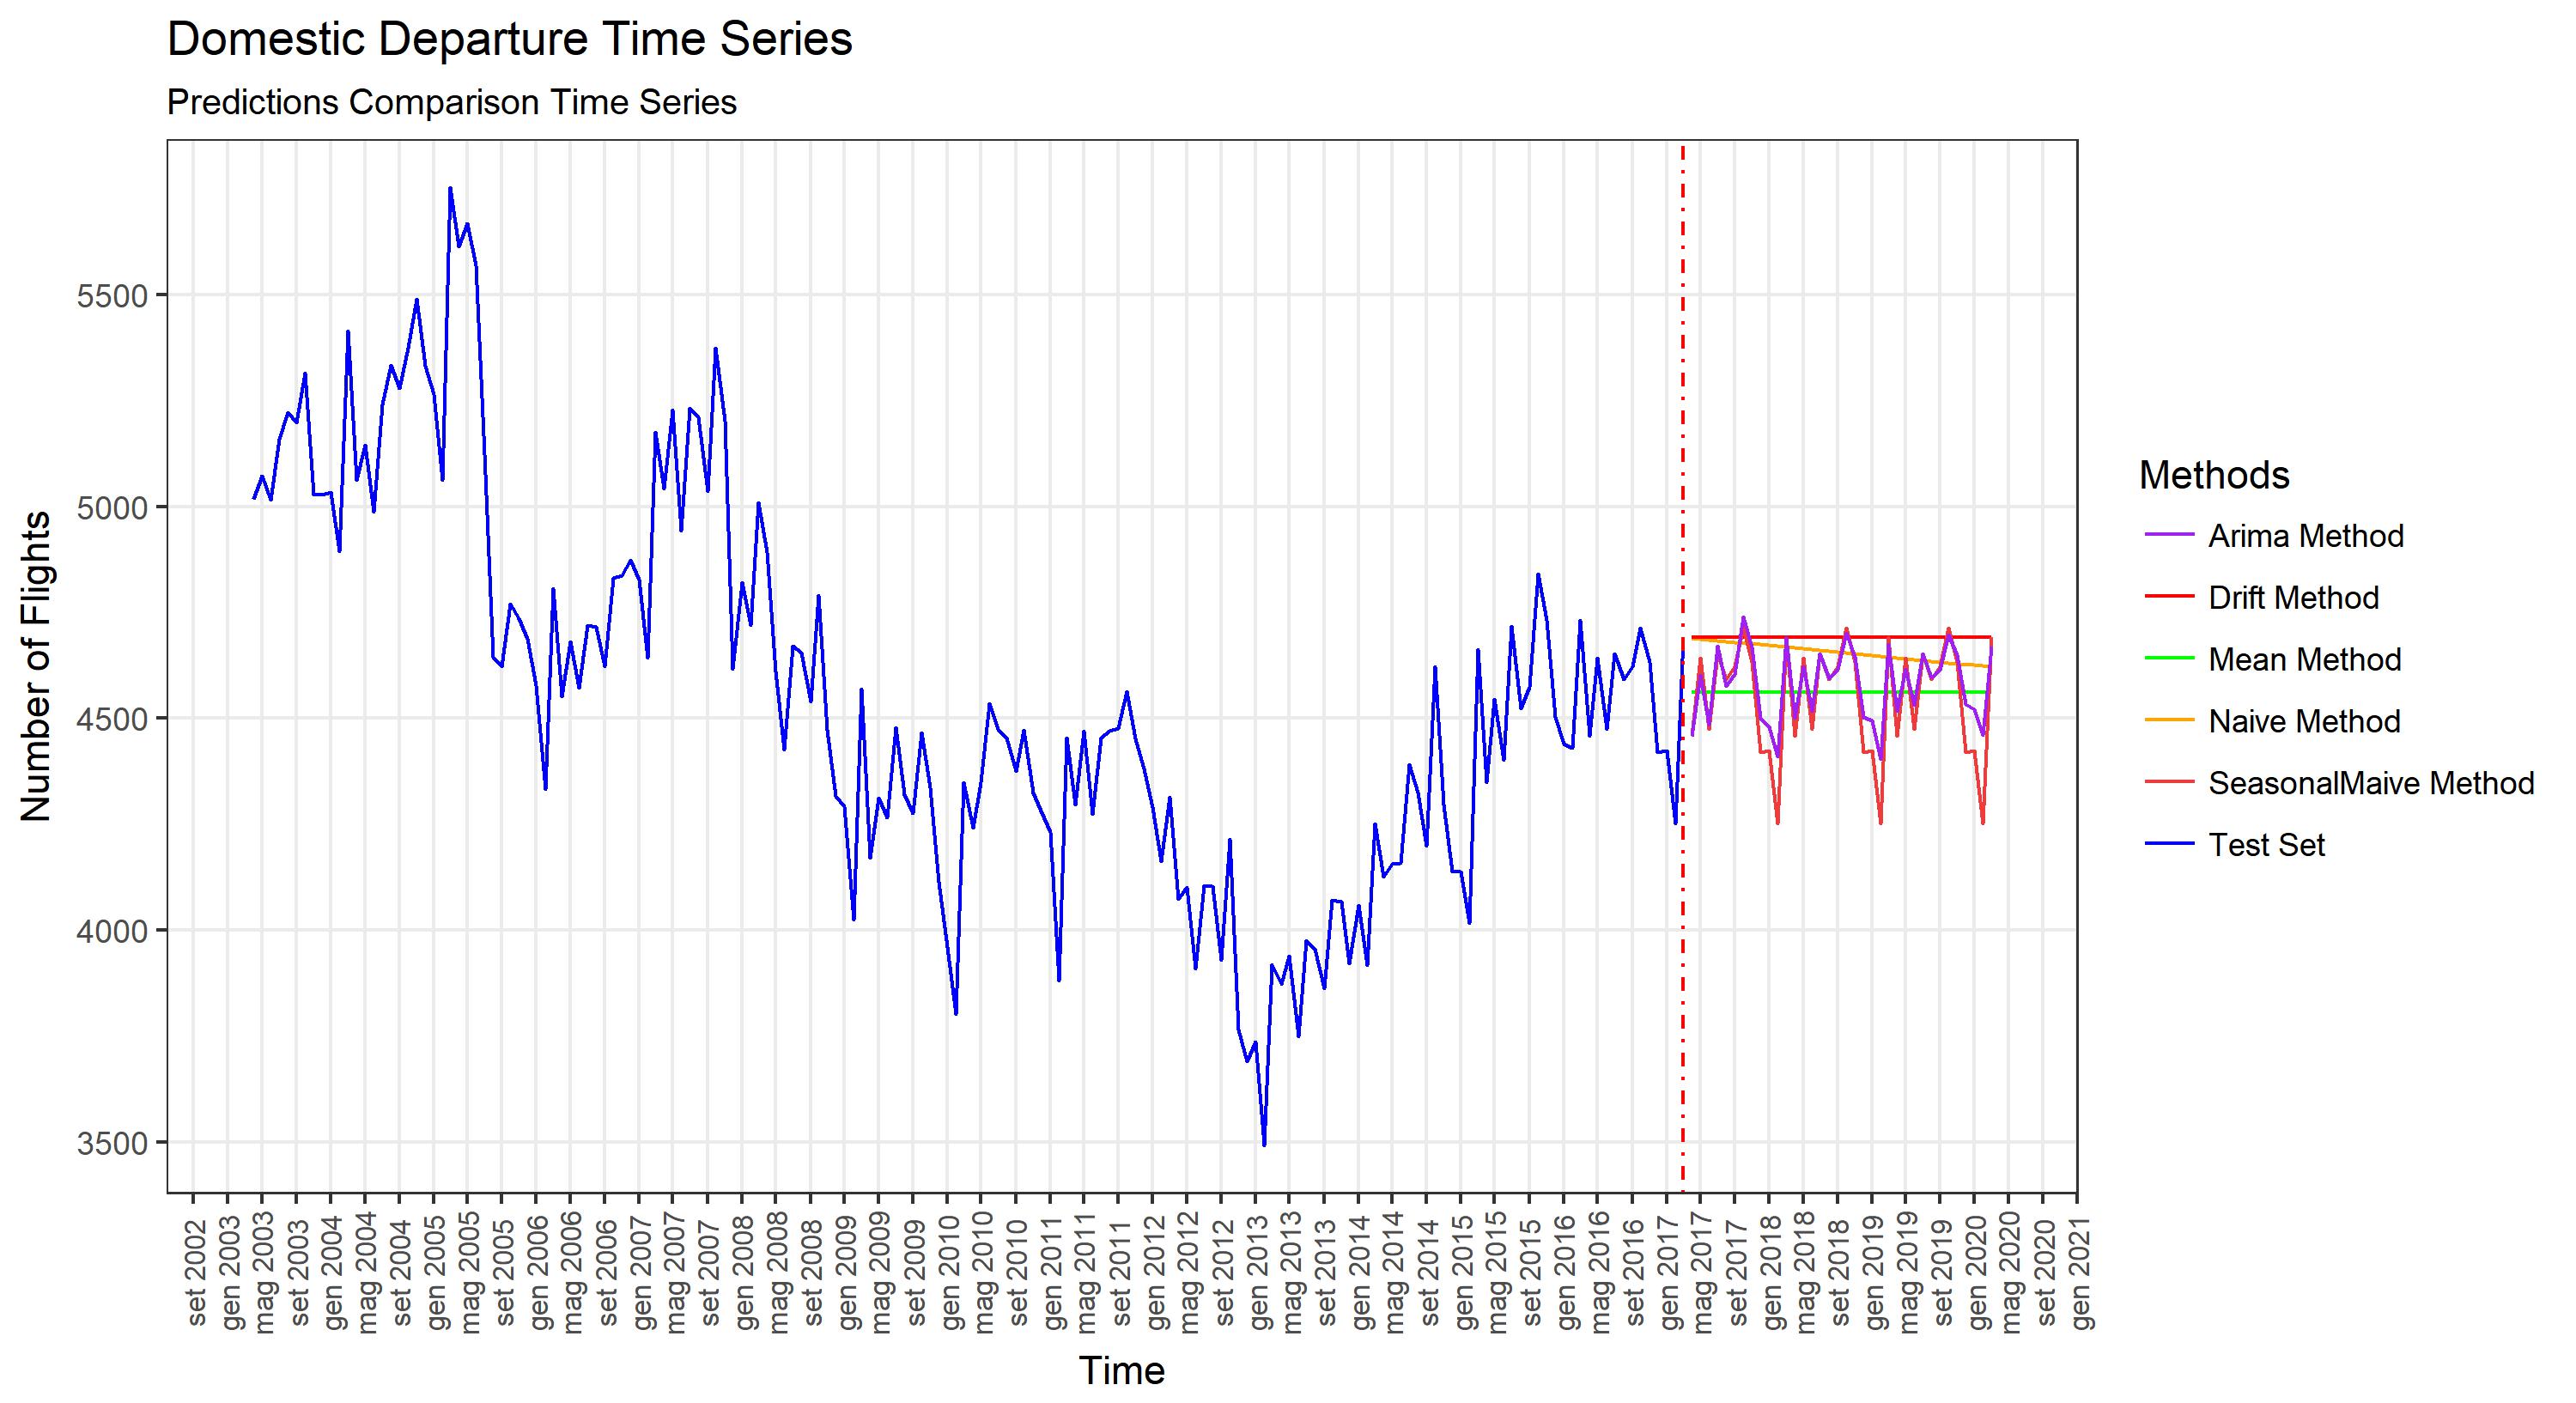 Domestic Departure Time Series
Predictions Comparison Time Series
Number of Flights
5500
5000
4500
4000
3500
set 2002
gen 2003
mag 2003
set 2003
gen 2004
mag 2004
set 2004
gen 2005
mag 2005
set 2005
gen 2006
mag 2006
set 2006
gen 2007
mag 2007
set 2007
gen 2008
mag 2008
set 2008
gen 2009
mag 2009
set 2009
gen 2010
mag 2010
set 2010
gen 2011
mag 2011
set 2011
gen 2012
mag 2012
set 2012
gen 2013
mag 2013
set 2013
gen 2014
mag 2014
set 2014
gen 2015
mag 2015
set 2015
gen 2016
mag 2016
set 2016
gen 2017
mag 2017
set 2017
gen 2018
mag 2018
set 2018
gen 2019
mag 2019
set 2019
gen 2020
mag 2020
set 2020
gen 2021
Time
Methods
Arima Method
Drift Method
Mean Method
Naive Method
SeasonalMaive Method
Test Set